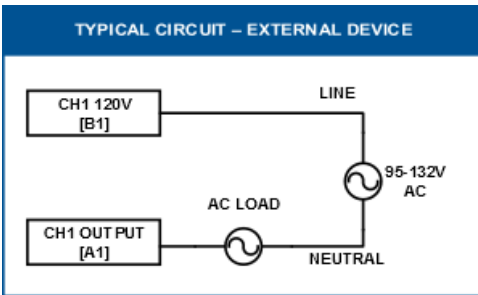 TYPICAL CIRCUIT – EXTERNAL DEVICE
LINE
CH1 120V
[B1]
95-132V
AC
AC LOAD
CH1 OUTPUT
[A1]
NEUTRAL